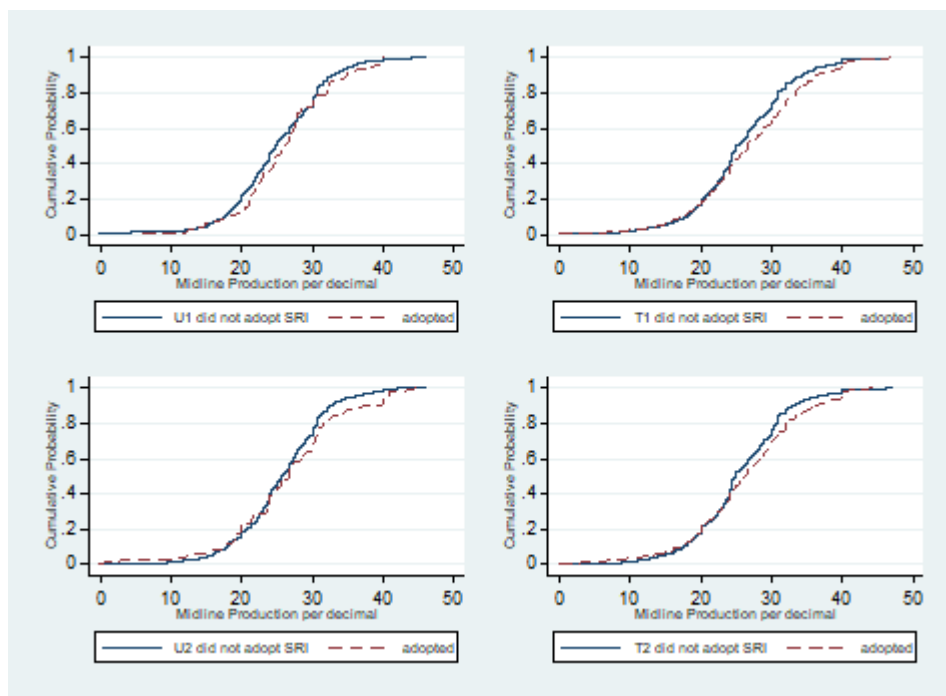 Cumulative Probability
1
.8
.6
.4
.2
0
0 10 20 30 40 50
Midline Production per decimal
U1 did not adopt SRI adopted
Cumulative Probability
1
.8
.6
.4
.2
0
0 10 20 30 40 50
Midline Production per decimal
T1 did not adopt SRI adopted
Cumulative Probability
1
.8
.6
.4
.2
0
0 10 20 30 40 50
Midline Production per decimal
U2 did not adopt SRI adopted
Cumulative Probability
1
.8
.6
.4
.2
0
0 10 20 30 40 50
Midline Production per decimal
T2 did not adopt SRI adopted